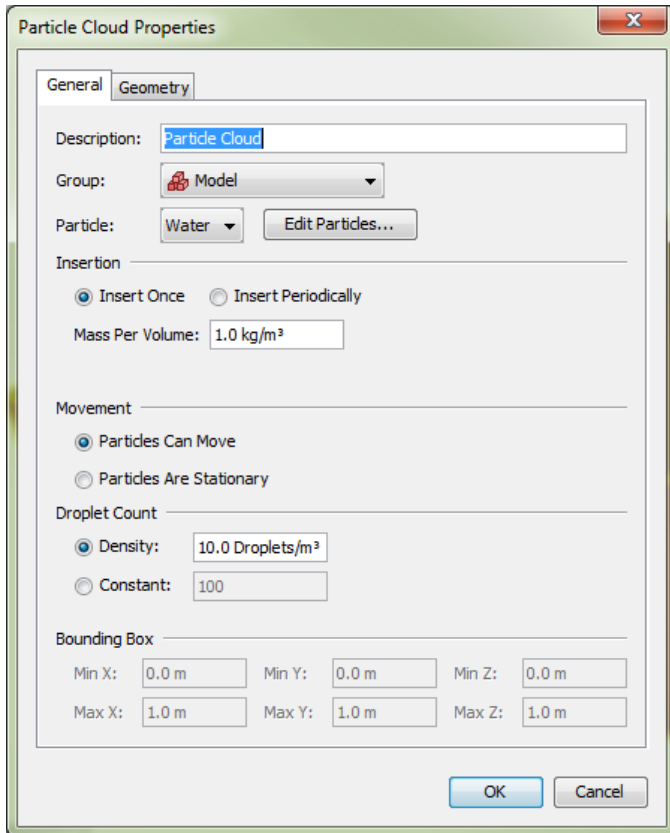 Particle Cloud Properties
X
General Geometry
Description: Particle Cloud
Group: Model
Particle: Water Edit Particles...
Insertion
Insert Once Insert Periodically
Mass Per Volume: 1.0 kg/m³
Movement
Particles Can Move
Particles Are Stationary
Droplet Count
Density: 10.0 Droplets/m³
Constant: 100
Bounding Box
Min X: 0.0 m Min Y: 0.0 m Min Z: 0.0 m
Max X: 1.0 m Max Y: 1.0 m Max Z: 1.0 m
OK Cancel